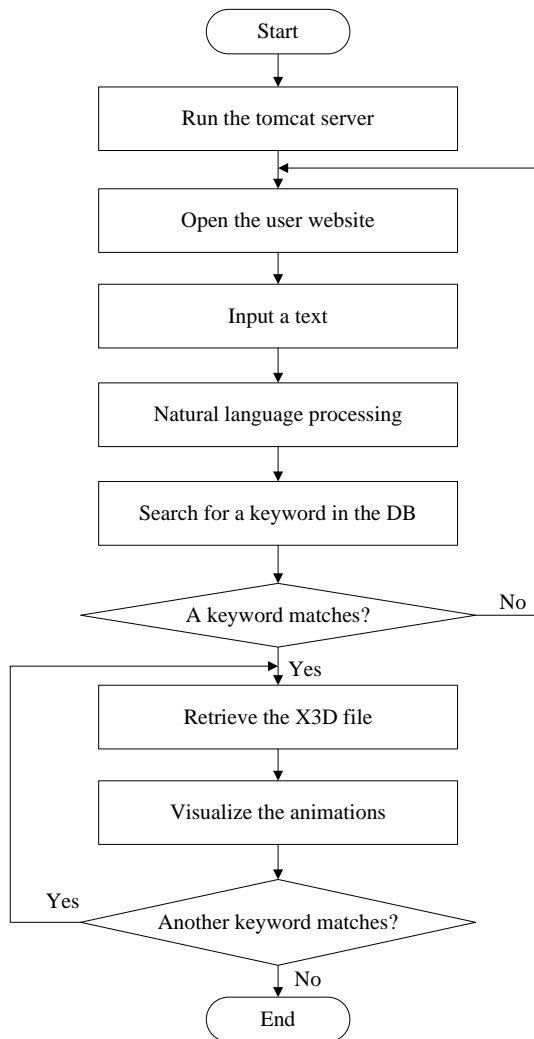 Start
Run the tomcat server
Open the user website
Input a text
Natural language processing
Search for a keyword in the DB
A keyword matches?
No
Yes
Retrieve the X3D file
Visualize the animations
Yes
Another keyword matches?
No
End